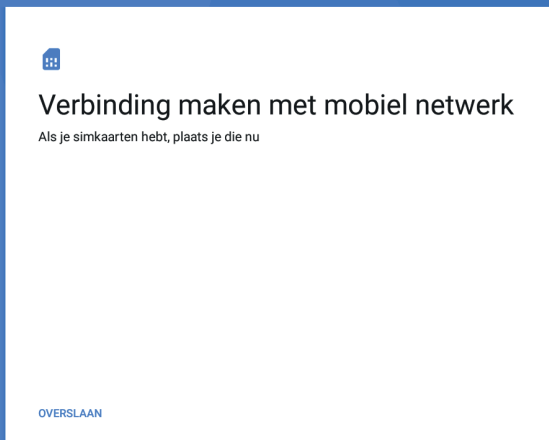 Verbinding maken met mobiel netwerk
Als je simkaarten hebt, plaats je die nu
OVERSLAAN